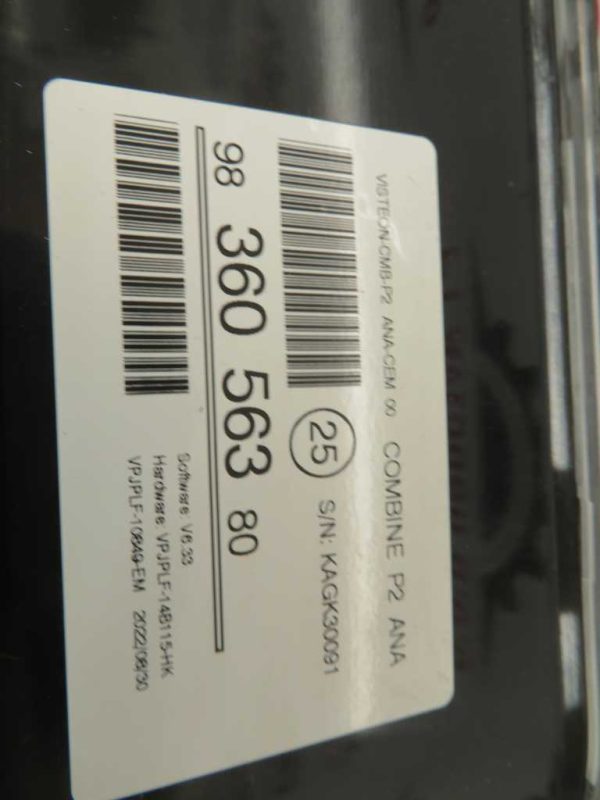 VISTEON-CMB-P2 ANA-CEM 00 COMBINE P2 ANA
25 S/N: KAGK30091
98 360 563 80
Software: V6.33
Hardware: VPJPLF-14B115-HK
VPJPLF-10849-EM 2022/08/30